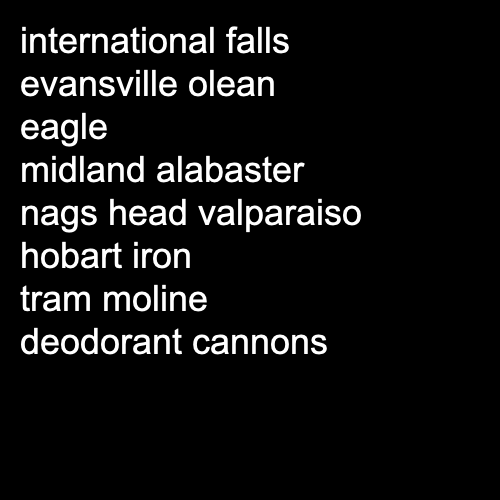 international falls
evansville olean
eagle
midland alabaster
nags head valparaiso
hobart iron
tram moline
deodorant cannons